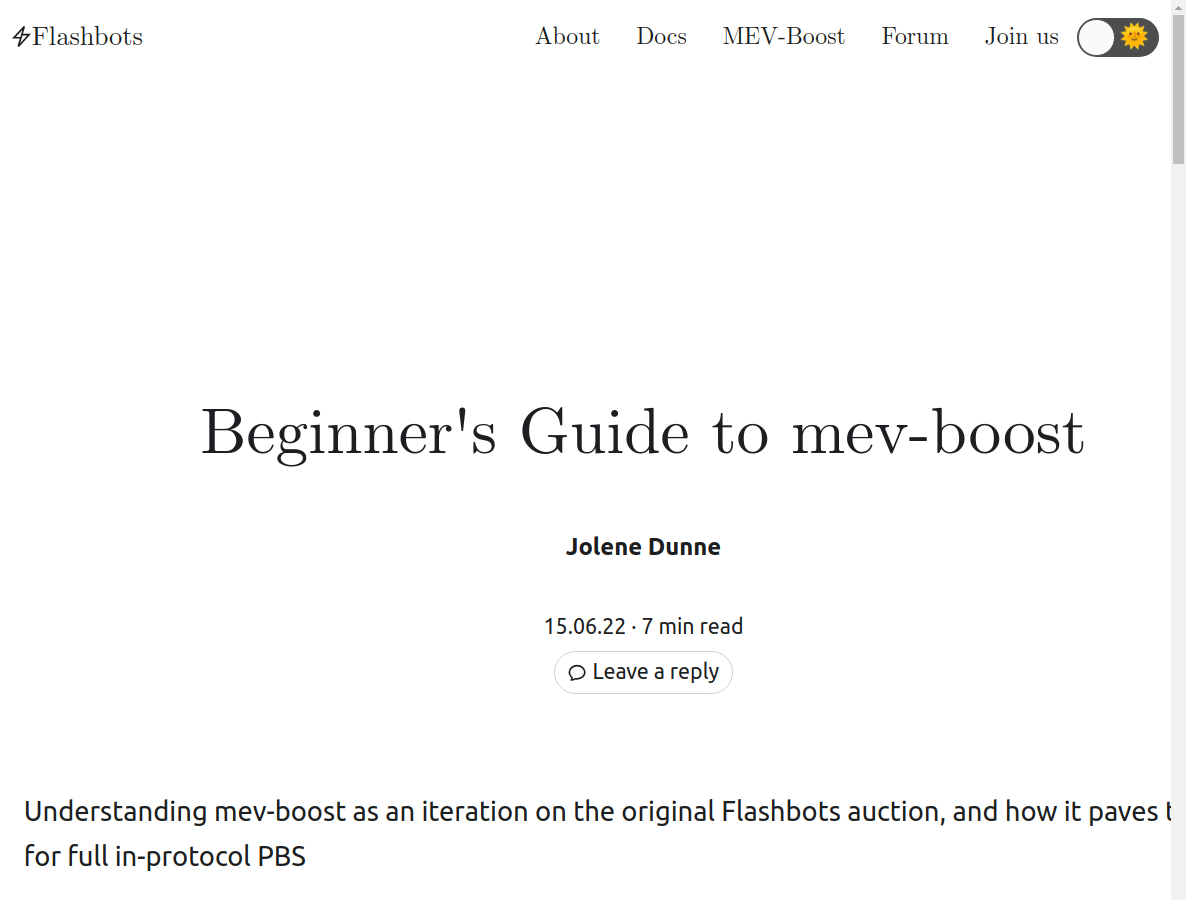 Flashbots
About Docs MEV-Boost Forum Join us
Beginner's Guide to mev-boost
Jolene Dunne
15.06.22 · 7 min read
Leave a reply
Understanding mev-boost as an iteration on the original Flashbots auction, and how it paves
for full in-protocol PBS